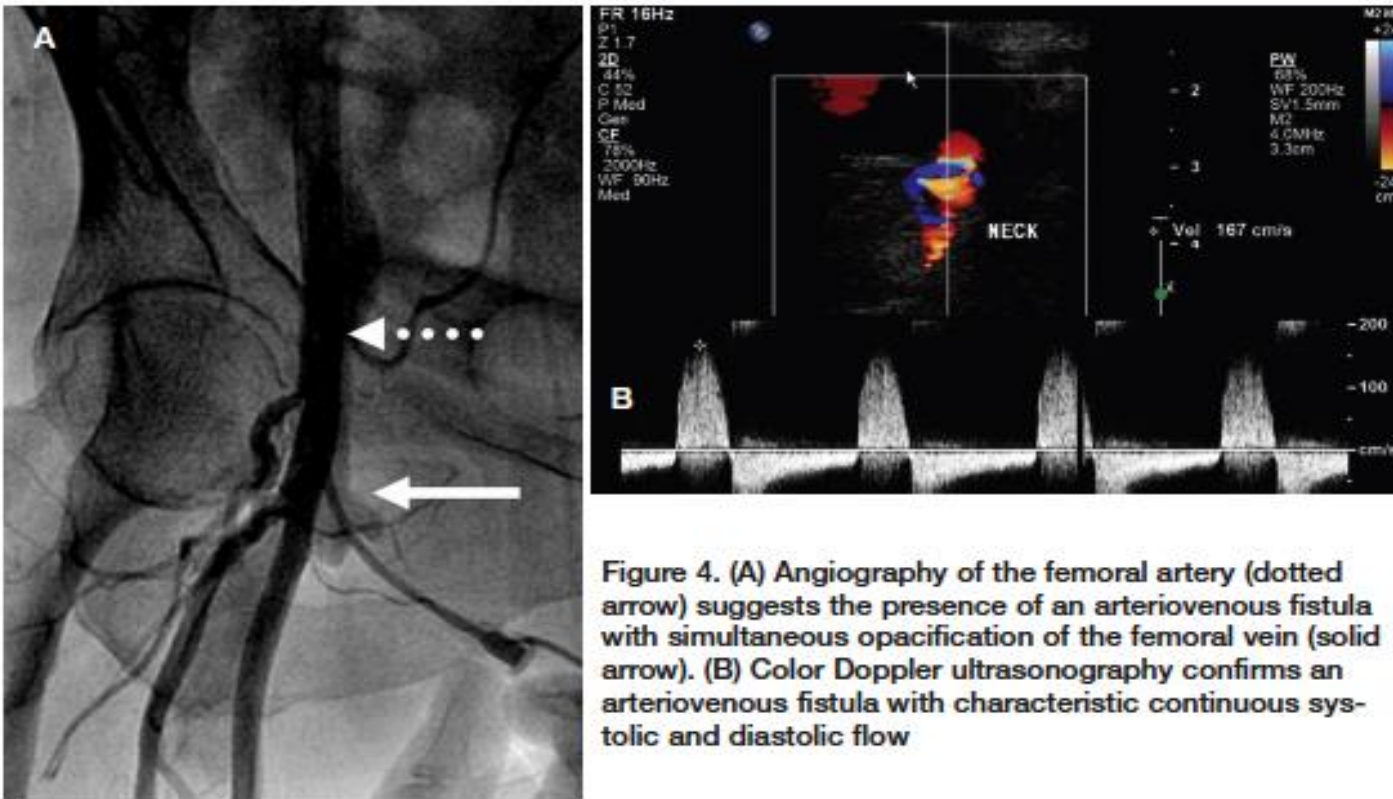 A
FR 16Hz
P1
Z 1.7
2D
44%
C 52
P Med
Gen
CF
78%
2000Hz
WF 90Hz
Med
PW
68%
WF 200Hz
SV1.5mm
M2
4.0MHz
3.3cm
2
3
4
NECK
Vel 167 cm/s
200
100
cm/s
B
Figure 4. (A) Angiography of the femoral artery (dotted
arrow) suggests the presence of an arteriovenous fistula
with simultaneous opacification of the femoral vein (solid
arrow). (B) Color Doppler ultrasonography confirms an
arteriovenous fistula with characteristic continuous sys-
tolic and diastolic flow